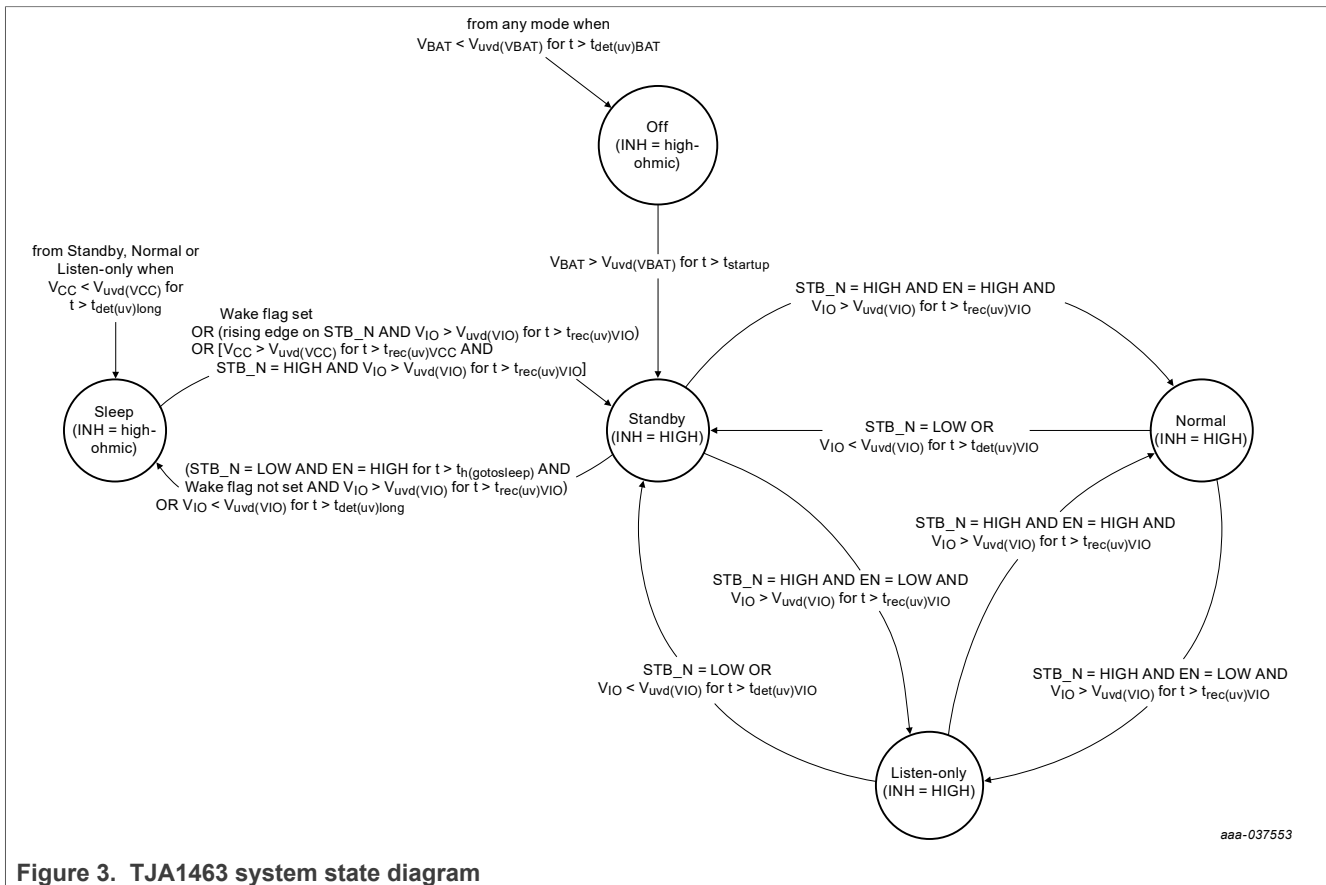 from any mode when
VBAT < Vuvd(VBAT) for t > tdet(uv)BAT
Off
(INH = high-
ohmic)
from Standby, Normal or
Listen-only when
VCC < Vuvd(VCC) for
t > tdet(uv)long
VBAT > Vuvd(VBAT) for t > tstartup
STB_N = HIGH AND EN = HIGH AND
VIO > Vuvd(VIO) for t > trec(uv)VIO
Wake flag set
OR (rising edge on STB_N AND VIO > Vuvd(VIO) for t > trec(uv)VIO)
OR [VCC > Vuvd(VCC) for t > trec(uv)VCC AND
STB_N = HIGH AND VIO > Vuvd(VIO) for t > trec(uv)VIO]
Sleep
(INH = high-
ohmic)
Standby
(INH = HIGH)
STB_N = LOW OR
VIO < Vuvd(VIO) for t > tdet(uv)VIO
Normal
(INH = HIGH)
(STB_N = LOW AND EN = HIGH for t > th(gotosleep) AND
Wake flag not set AND VIO > Vuvd(VIO) for t > trec(uv)VIO)
OR VIO < Vuvd(VIO) for t > tdet(uv)long
STB_N = HIGH AND EN = HIGH AND
VIO > Vuvd(VIO) for t > trec(uv)VIO
STB_N = HIGH AND EN = LOW AND
VIO > Vuvd(VIO) for t > trec(uv)VIO
STB_N = LOW OR
VIO < Vuvd(VIO) for t > tdet(uv)VIO
STB_N = HIGH AND EN = LOW AND
VIO > Vuvd(VIO) for t > trec(uv)VIO
Listen-only
(INH = HIGH)
aaa-037553
Figure 3. TJA1463 system state diagram